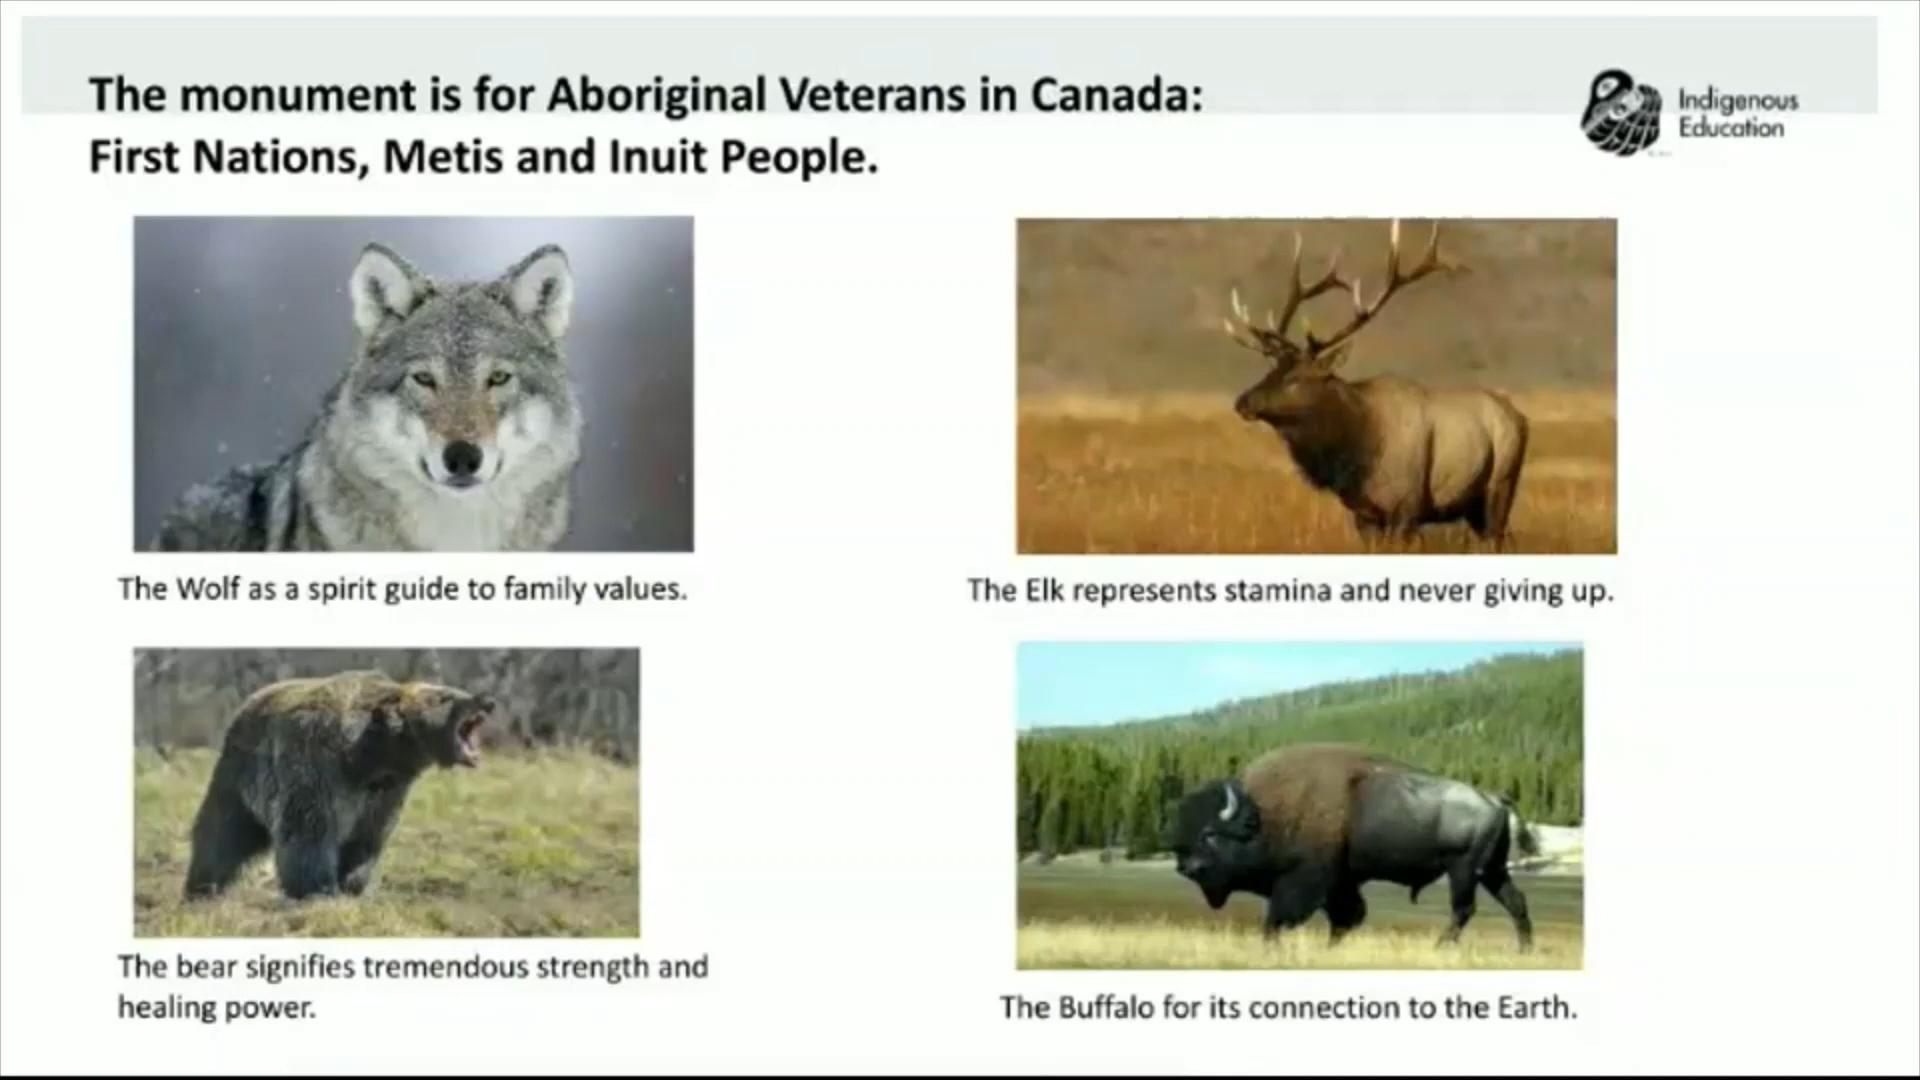 The monument is for Aboriginal Veterans in Canada:
First Nations, Metis and Inuit People.
Indigenous
Education
The Wolf as a spirit guide to family values.
The Elk represents stamina and never giving up.
The bear signifies tremendous strength and
healing power.
The Buffalo for its connection to the Earth.